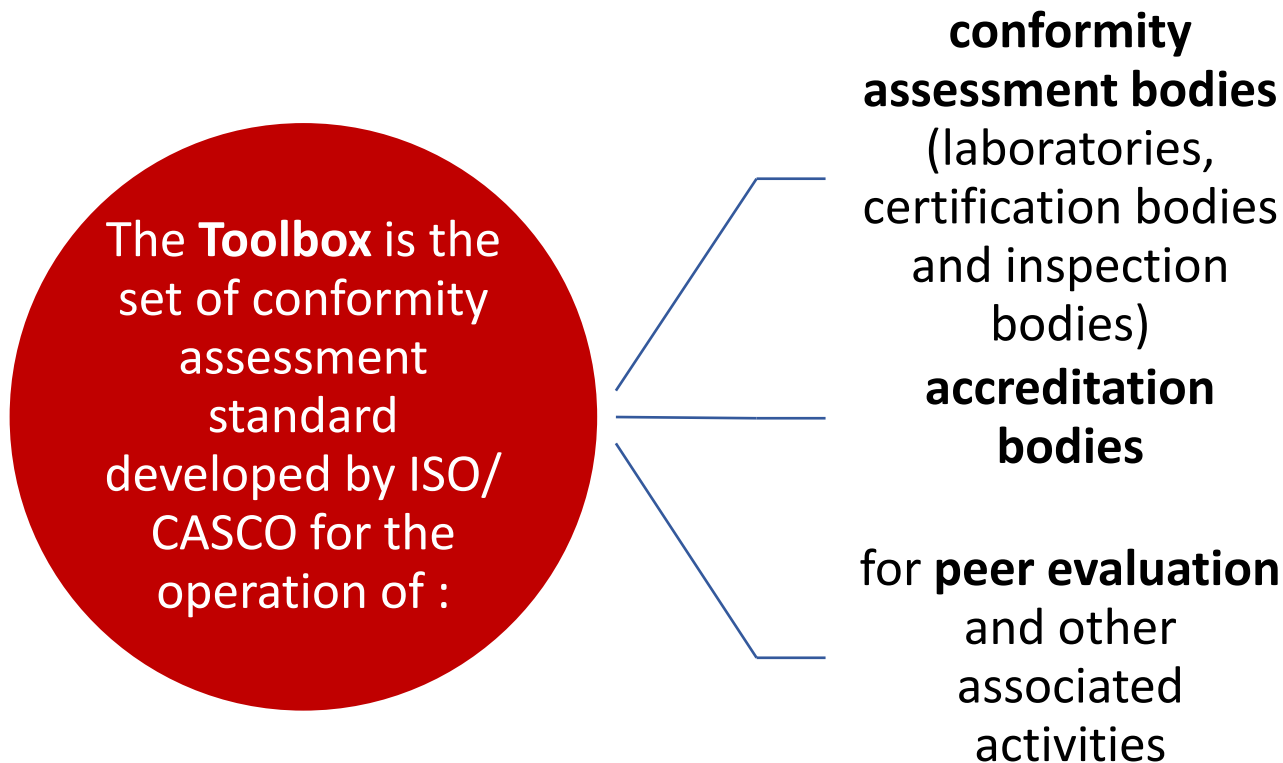 The Toolbox is the
set of conformity
assessment
standard
developed by ISO/
CASCO for the
operation of :
conformity
assessment bodies
(laboratories,
certification bodies
and inspection
bodies)
accreditation
bodies
for peer evaluation
and other
associated
activities